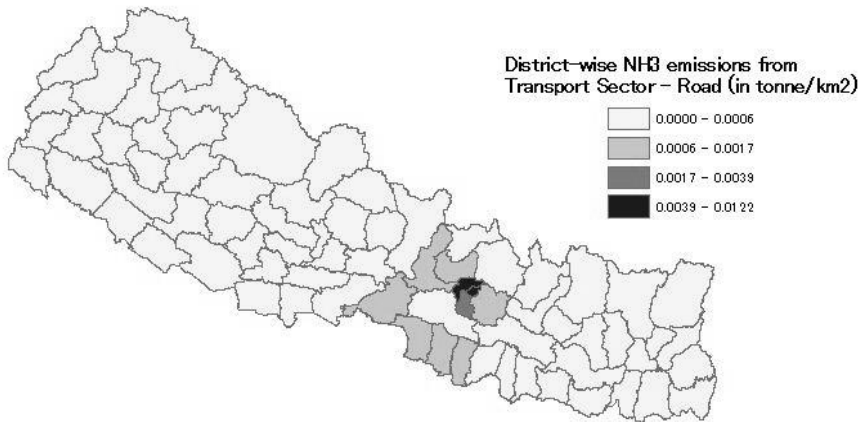 District-wise NH3 emissions from
Transport Sector - Road (in tonne/km2)
0.0000 - 0.0006
0.0006 - 0.0017
0.0017 - 0.0039
0.0039 - 0.0122